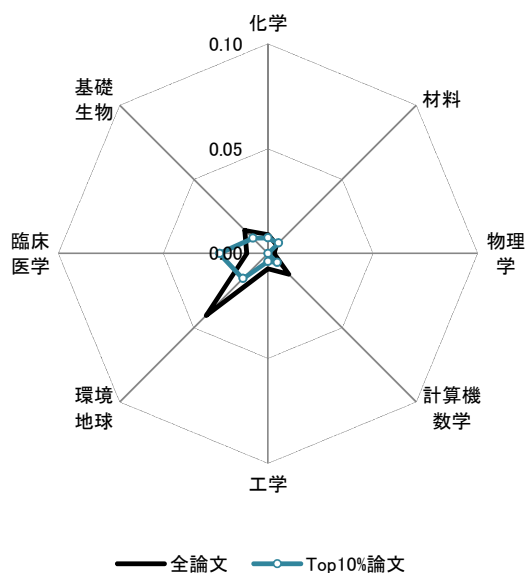 化学
0.10
基礎
生物
材料
0.05
臨床
医学
0.00
物理
学
環境
地球
計算機
数学
工学
全論文
Top10%論文